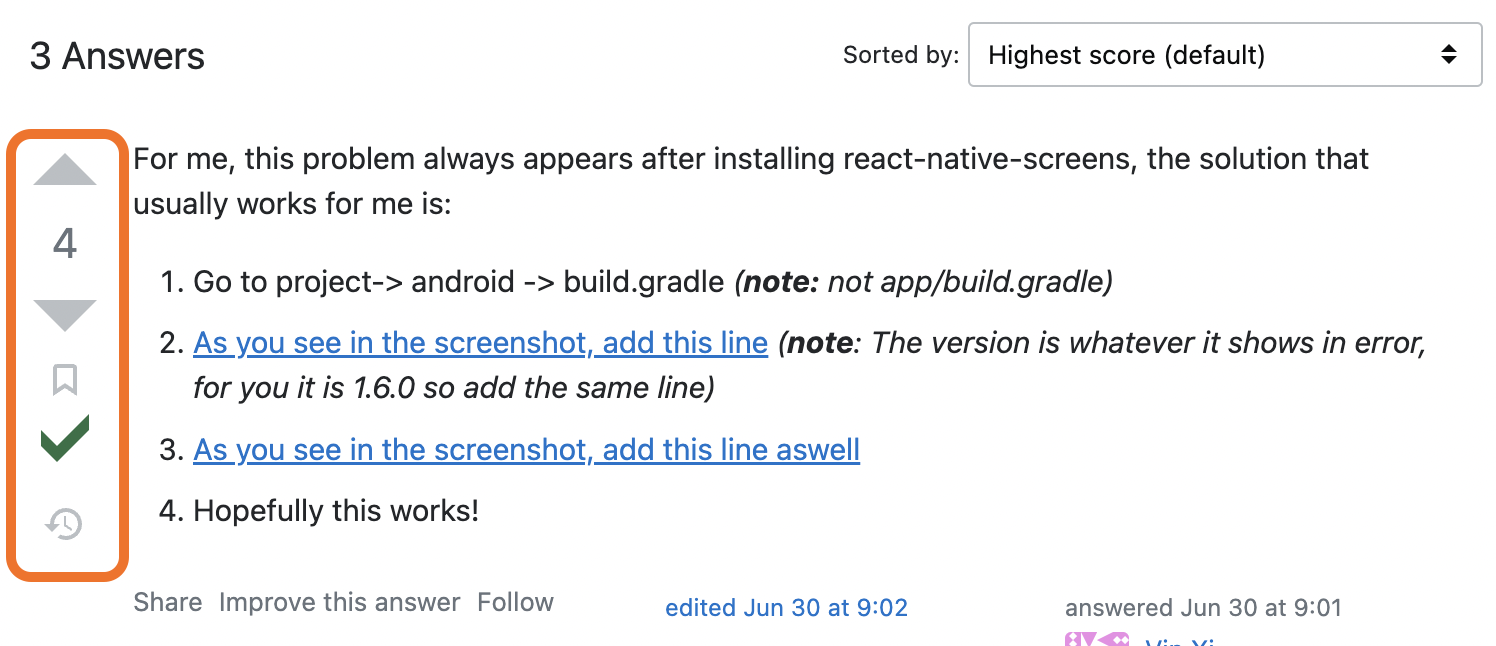 3 Answers
Sorted by:
Highest score (default)
For me, this problem always appears after installing react-native-screens, the solution that
usually works for me is:
4
1. Go to project-> android -> build.gradle (note: not app/build.gradle)
2. As you see in the screenshot, add this line (note: The version is whatever it shows in error,
for you it is 1.6.0 so add the same line)
3. As you see in the screenshot, add this line aswell
4. Hopefully this works!
Share Improve this answer Follow
edited Jun 30 at 9:02
answered Jun 30 at 9:01